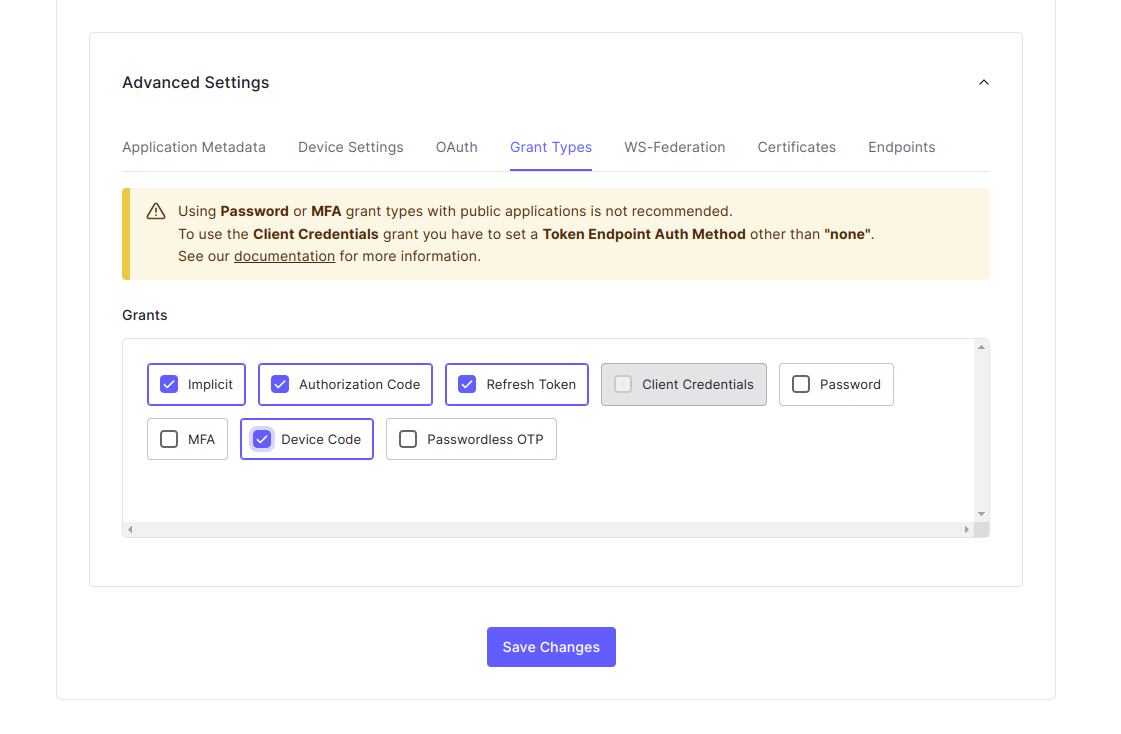 Advanced Settings
Application Metadata Device Settings OAuth Grant Types WS-Federation Certificates Endpoints
Using Password or MFA grant types with public applications is not recommended.
To use the Client Credentials grant you have to set a Token Endpoint Auth Method other than "none".
See our documentation for more information.
Grants
Implicit Authorization Code Refresh Token Client Credentials Password
MFA Device Code Passwordless OTP
Save Changes